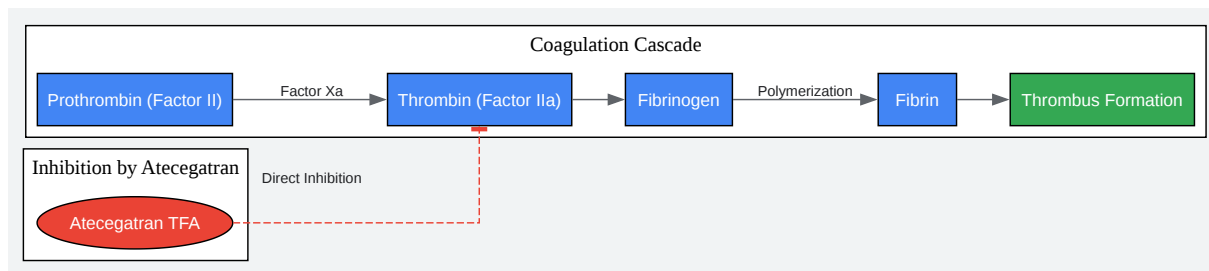 Coagulation Cascade
Prothrombin (Factor II)
Factor Xa
Thrombin (Factor IIa)
Fibrinogen
Polymerization
Fibrin
Thrombus Formation
Inhibition by Atecegatran
Direct Inhibition
Atecegatran TFA